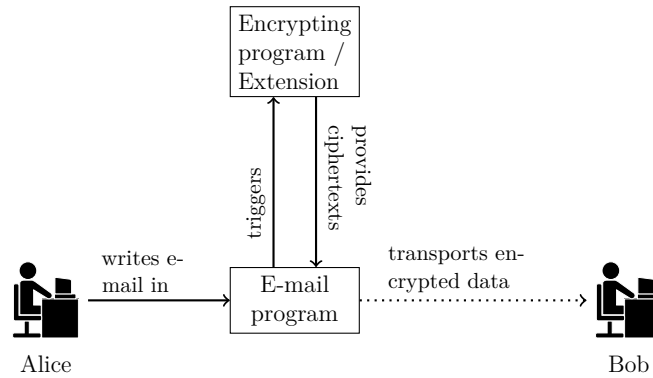 Encrypting
program /
Extension
triggers
provides
ciphertexts
writes e-
mail in
E-mail
program
transports en-
crypted data
Alice
Bob